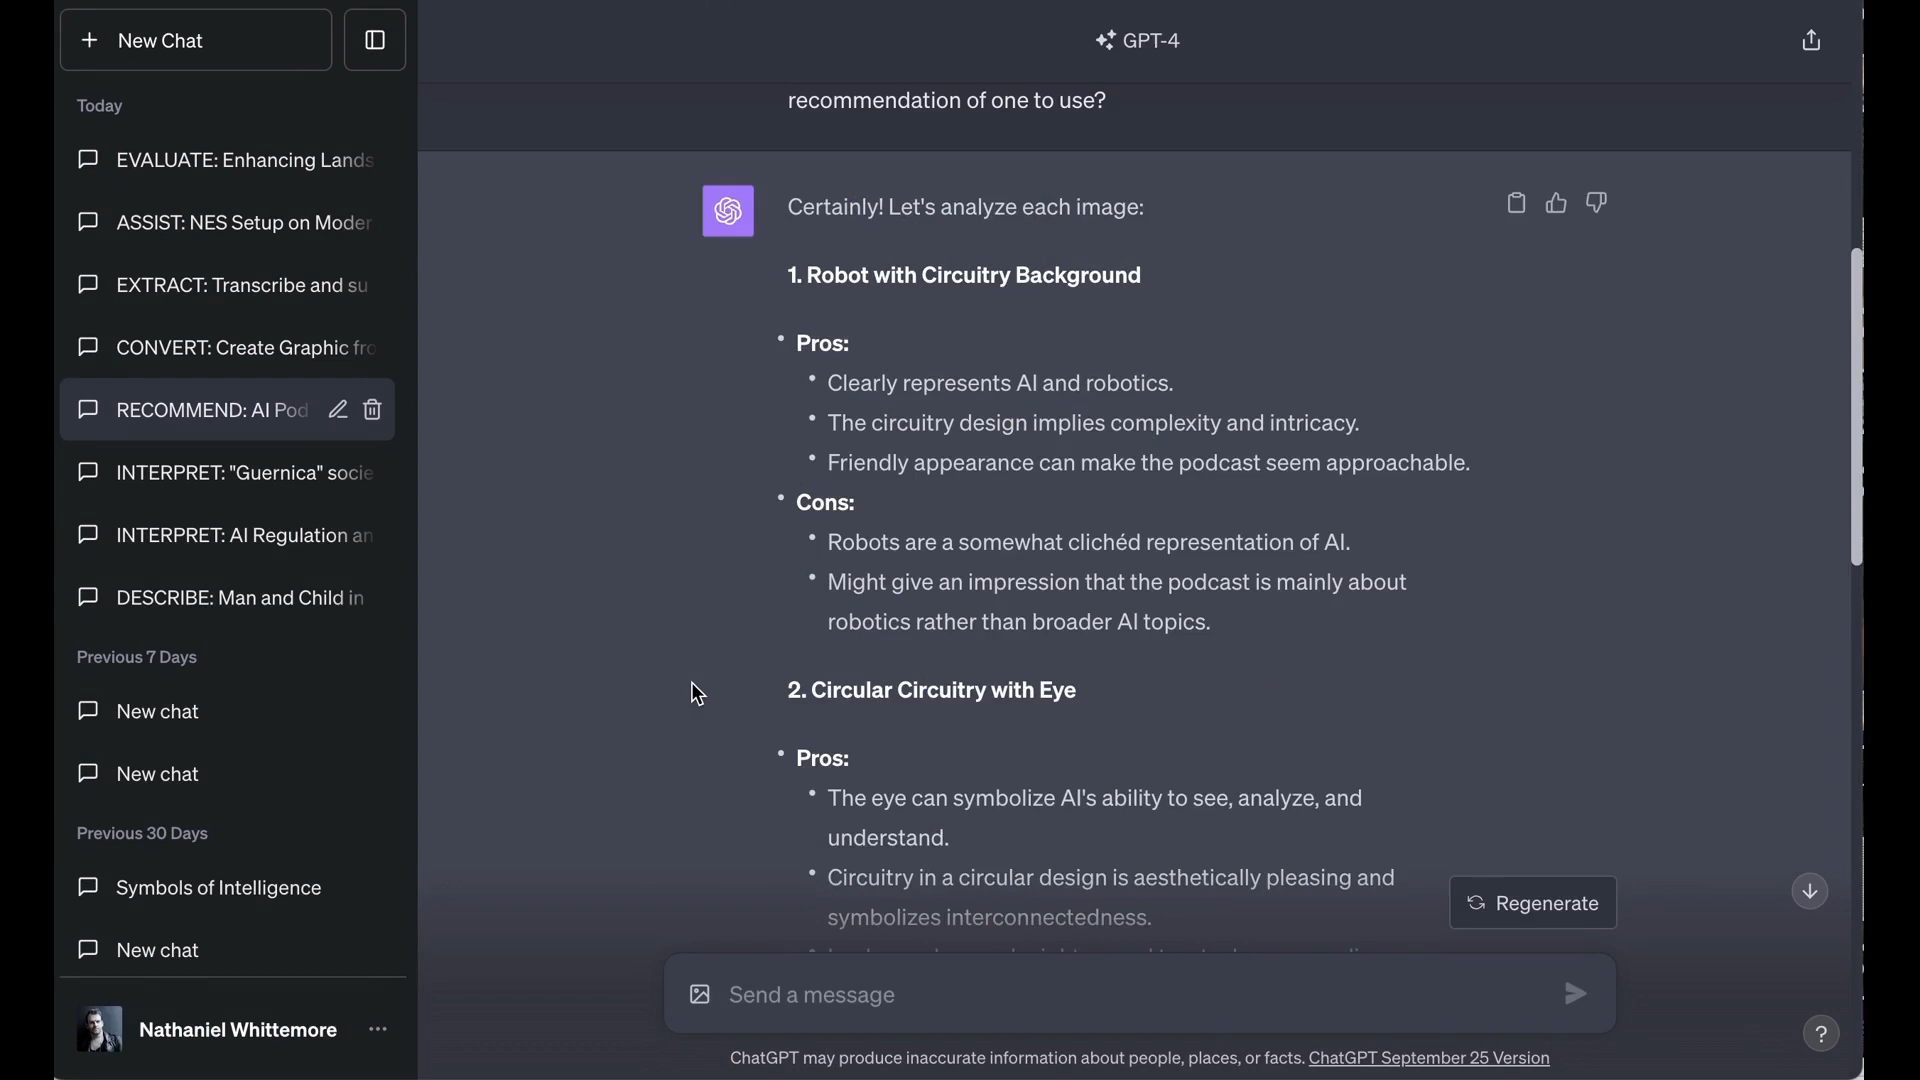 New Chat
Today
EVALUATE: Enhancing Lands
ASSIST: NES Setup on Moder
EXTRACT: Transcribe and su
CONVERT: Create Graphic fro
RECOMMEND: AI Pod
INTERPRET: "Guernica" socie
INTERPRET: AI Regulation an
DESCRIBE: Man and Child in
Previous 7 Days
New chat
New chat
Previous 30 Days
Symbols of Intelligence
New chat
Nathaniel Whittemore
GPT-4
recommendation of one to use?
Certainly! Let's analyze each image:
1. Robot with Circuitry Background
Pros:
Clearly represents AI and robotics.
The circuitry design implies complexity and intricacy.
Friendly appearance can make the podcast seem approachable.
Cons:
Robots are a somewhat clichéd representation of AI.
Might give an impression that the podcast is mainly about
robotics rather than broader AI topics.
2. Circular Circuitry with Eye
Pros:
The eye can symbolize AI's ability to see, analyze, and
understand.
Circuitry in a circular design is aesthetically pleasing and
symbolizes interconnectedness.
Regenerate
Send a message
ChatGPT may produce inaccurate information about people, places, or facts. ChatGPT September 25 Version
?